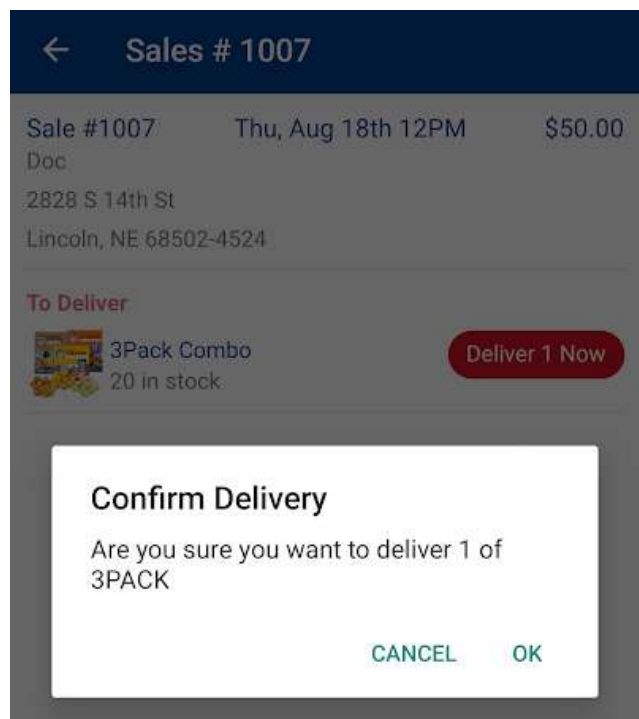 Sales # 1007
Sale #1007 Thu, Aug 18th 12PM $50.00
Doc
2828 S 14th St
Lincoln, NE 68502-4524
To Deliver
3Pack Combo
Deliver 1 Now
20 in stock
Confirm Delivery
Are you sure you want to deliver 1 of
3PACK
CANCEL OK